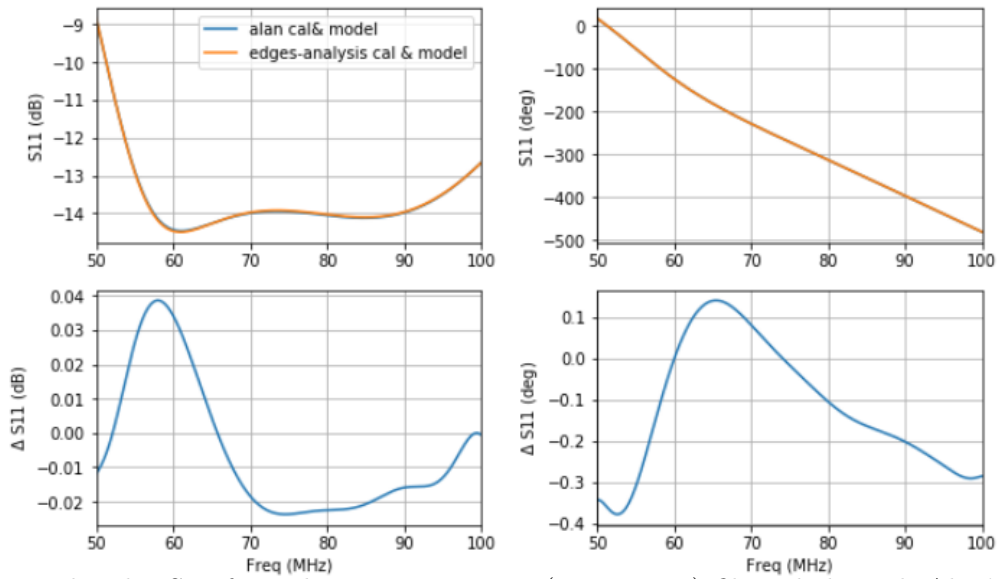 alan cal& model
edges-analysis cal & model
S11 (dB)
−9
−10
−11
−12
−13
−14
50 60 70 80 90 100
S11 (deg)
0
−100
−200
−300
−400
−500
50 60 70 80 90 100
Δ S11 (dB)
0.04
0.03
0.02
0.01
0.00
−0.01
−0.02
50 60 70 80 90 100
Freq (MHz)
Δ S11 (deg)
0.1
0.0
−0.1
−0.2
−0.3
−0.4
50 60 70 80 90 100
Freq (MHz)